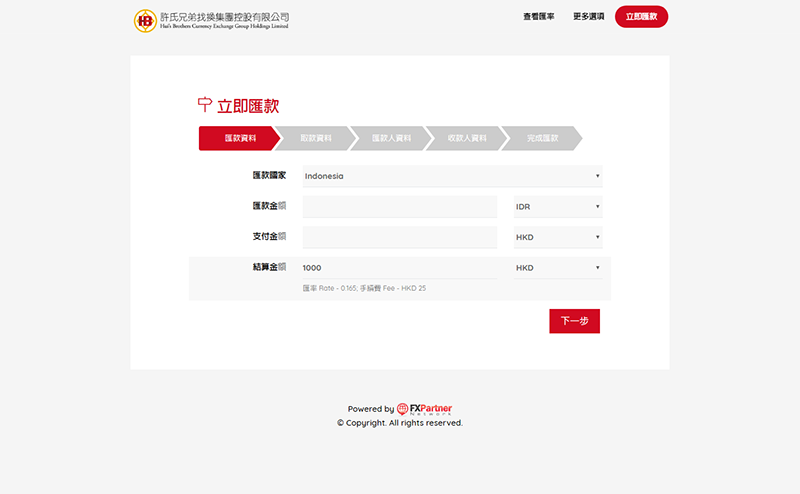 許氏兄弟找換集團控股有限公司
Hui's Brothers Currency Exchange Group Holdings Limited
查看匯率 更多選項 立即匯款
立即匯款
匯款資料 取款資料 匯款人資料 收款人資料 完成匯款
匯款國家 Indonesia
匯款金額 IDR
支付金額 HKD
結算金額 1000 HKD
匯率 Rate - 0.165; 手續費 Fee - HKD 25
下一步
Powered by FXPartner
Network
© Copyright. All rights reserved.